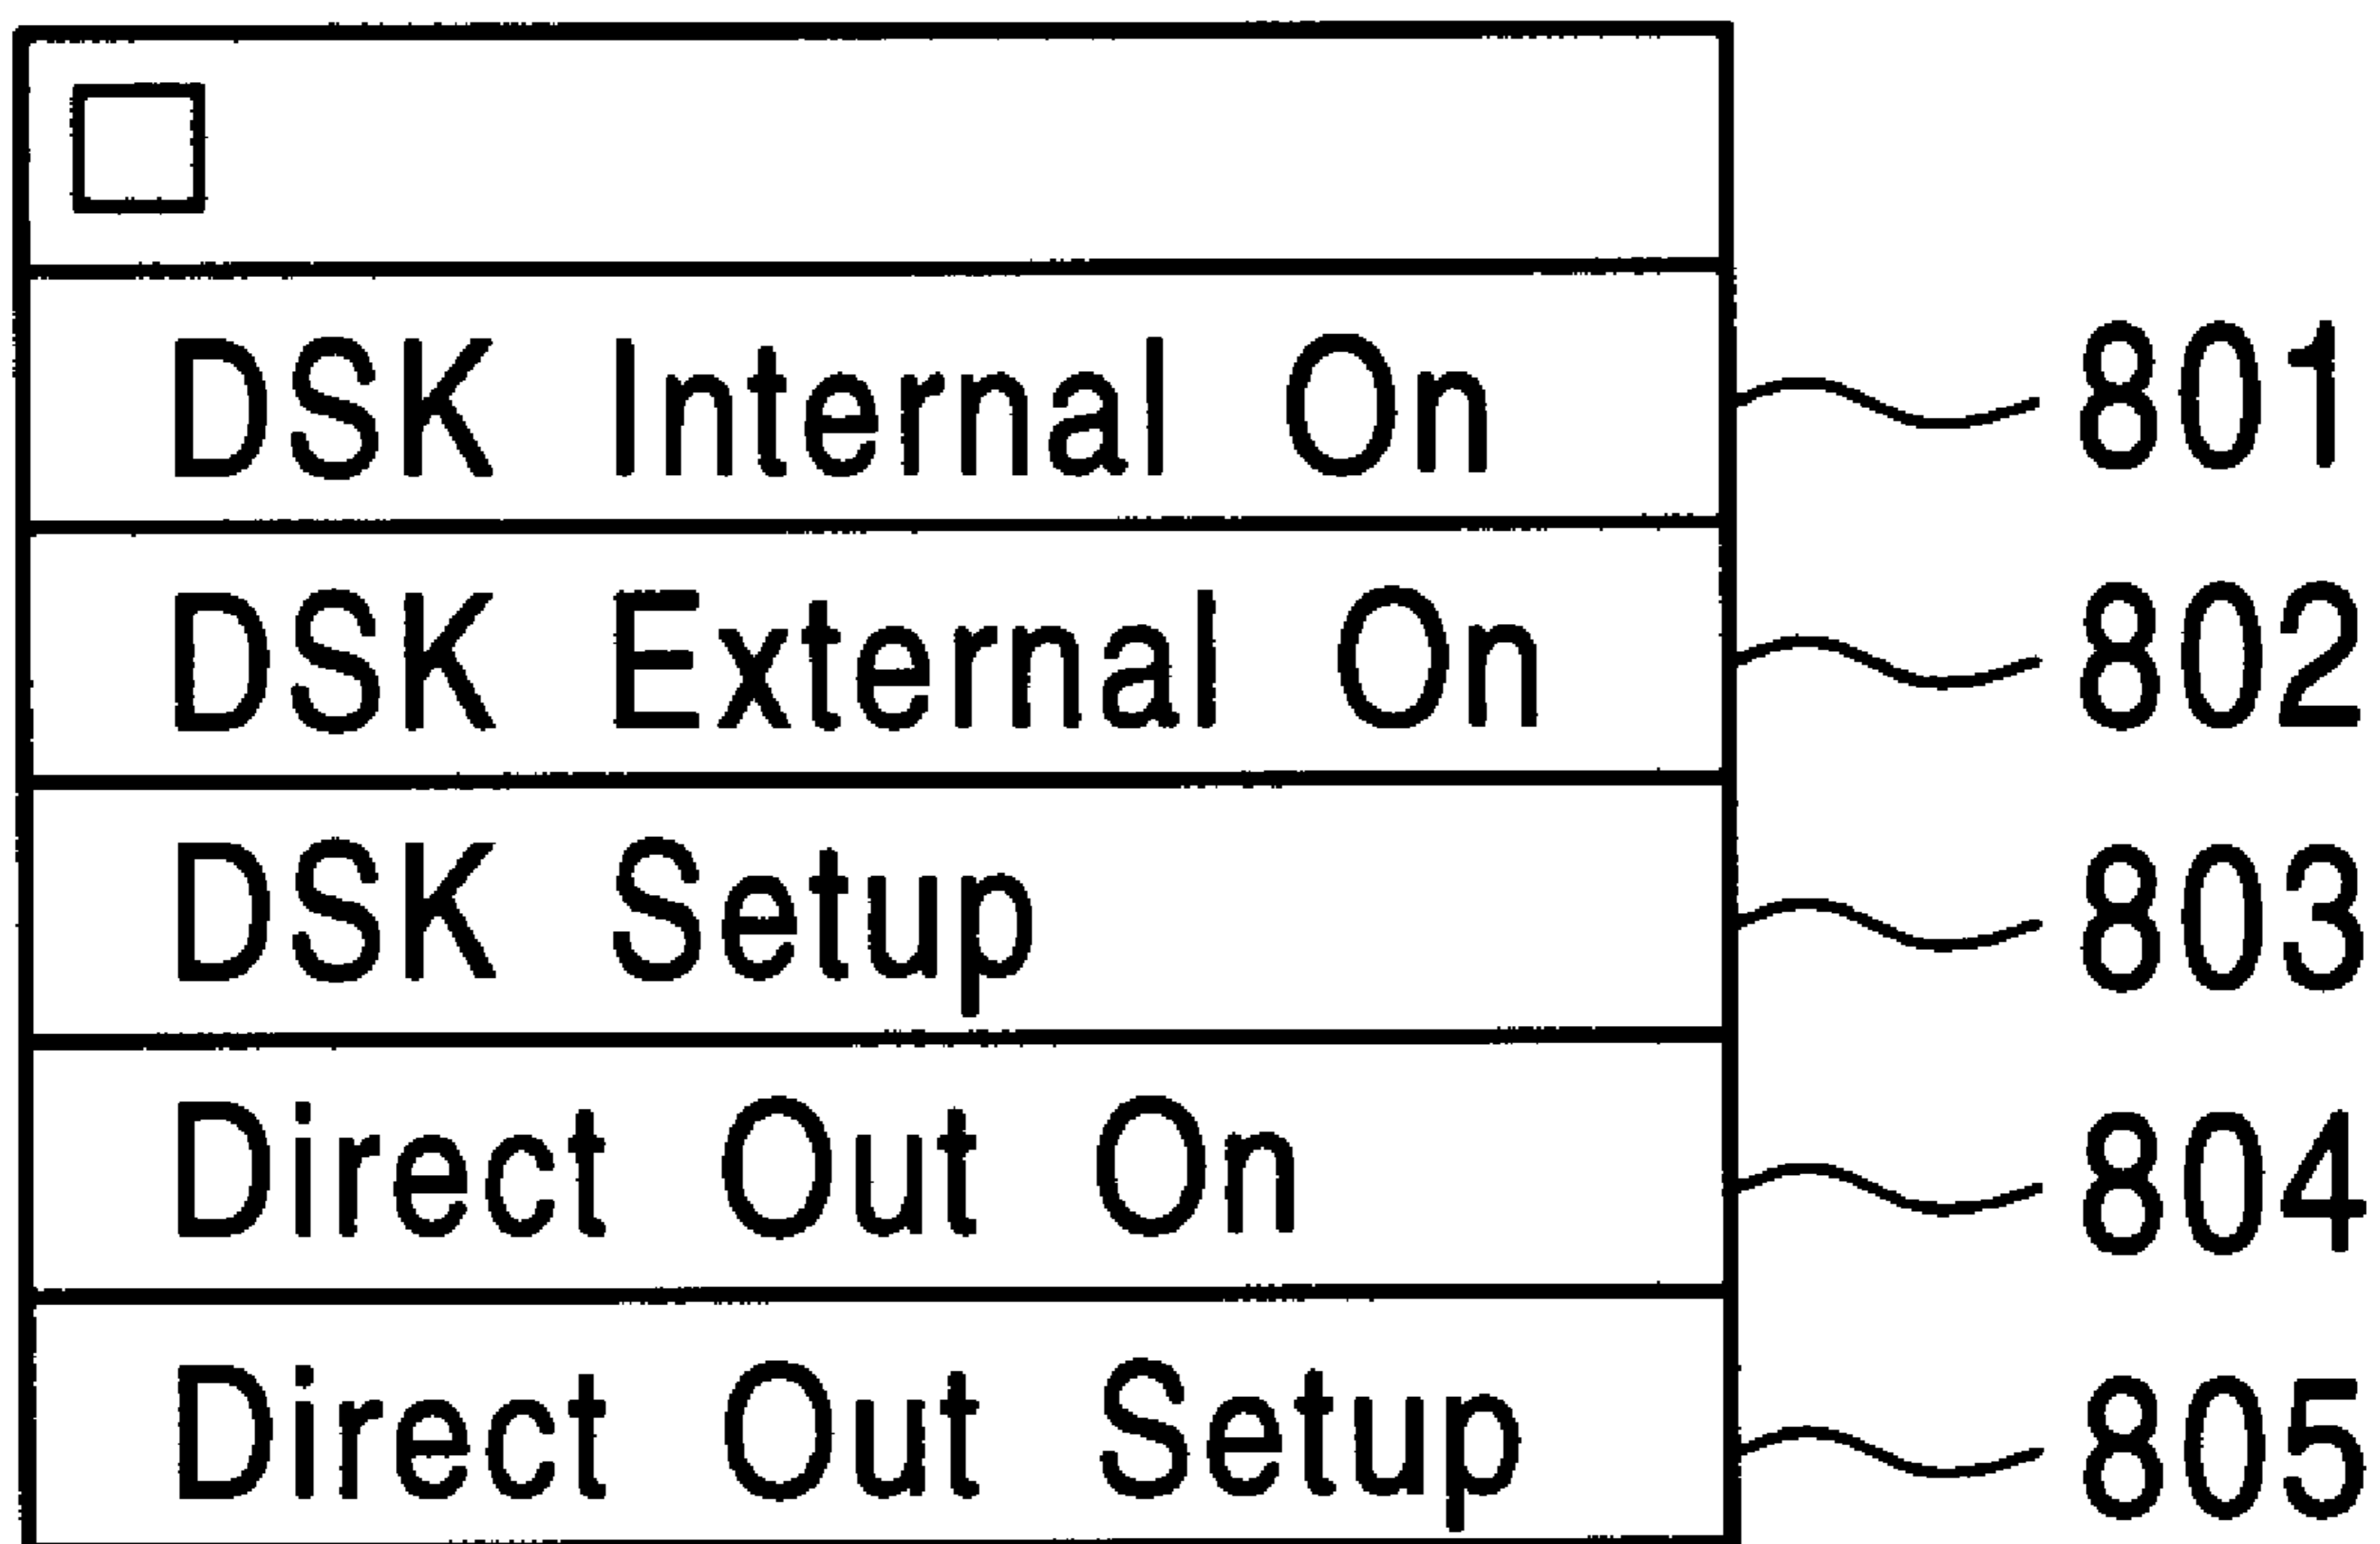 DSK Internal On 801
DSK External On 802
DSK Setup 803
Direct Out On 804
Direct Out Setup 805